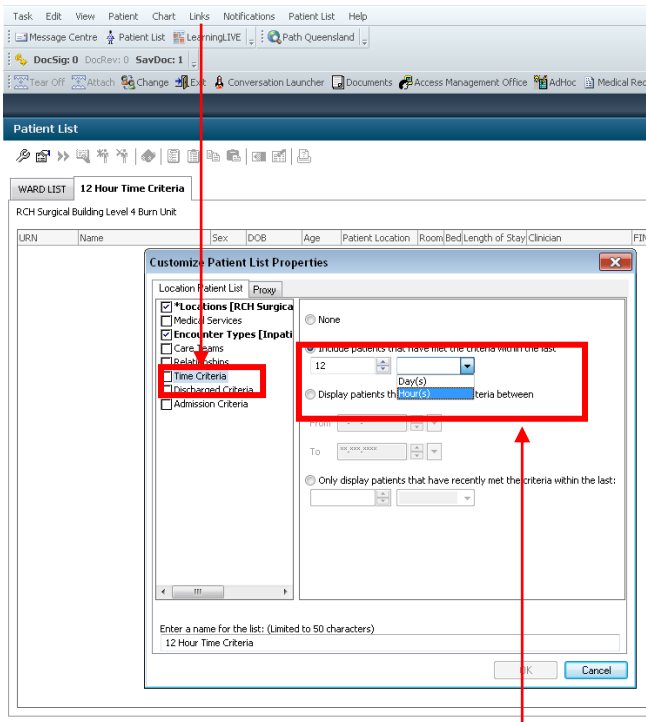 Task Edit View Patient Chart Links Notifications Patient List Help
Message Centre Patient List LearningLIVE Path Queensland
DocSig: 0 DocRev: 0 SavDoc: 1
Tear Off Attach Change Exit Conversation Launcher Documents Access Management Office AdHoc Medical Rec
Patient List
WARD LIST 12 Hour Time Criteria
RCH Surgical Building Level 4 Burn Unit
URN Name Sex DOB Age Patient Location Room Bed Length of Stay Clinician FIN
Customize Patient List Properties
Location Patient List Proxy
*Locations [RCH Surgica
Medical Services
Encounter Types [Inpati
Care Teams
Relationships
Time Criteria
Discharged Criteria
Admission Criteria
None
Include patients that have met the criteria within the last
12
Day(s)
Hour(s)
Display patients th teria between
From
To xx.xxx.xxxx
Only display patients that have recently met the criteria within the last:
Enter a name for the list: (Limited to 50 characters)
12 Hour Time Criteria
OK Cancel